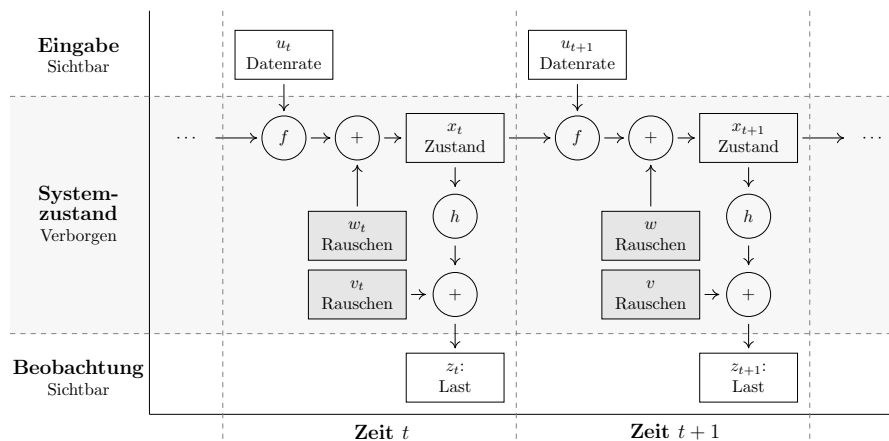 Eingabe
Sichtbar
u_t
Datenrate
u_{t+1}
Datenrate
System-
zustand
Verborgen
⋯
f
+
x_t
Zustand
f
+
x_{t+1}
Zustand
⋯
w_t
Rauschen
h
w
Rauschen
h
v_t
Rauschen
+
v
Rauschen
+
Beobachtung
Sichtbar
z_t:
Last
z_{t+1}:
Last
Zeit t
Zeit t + 1